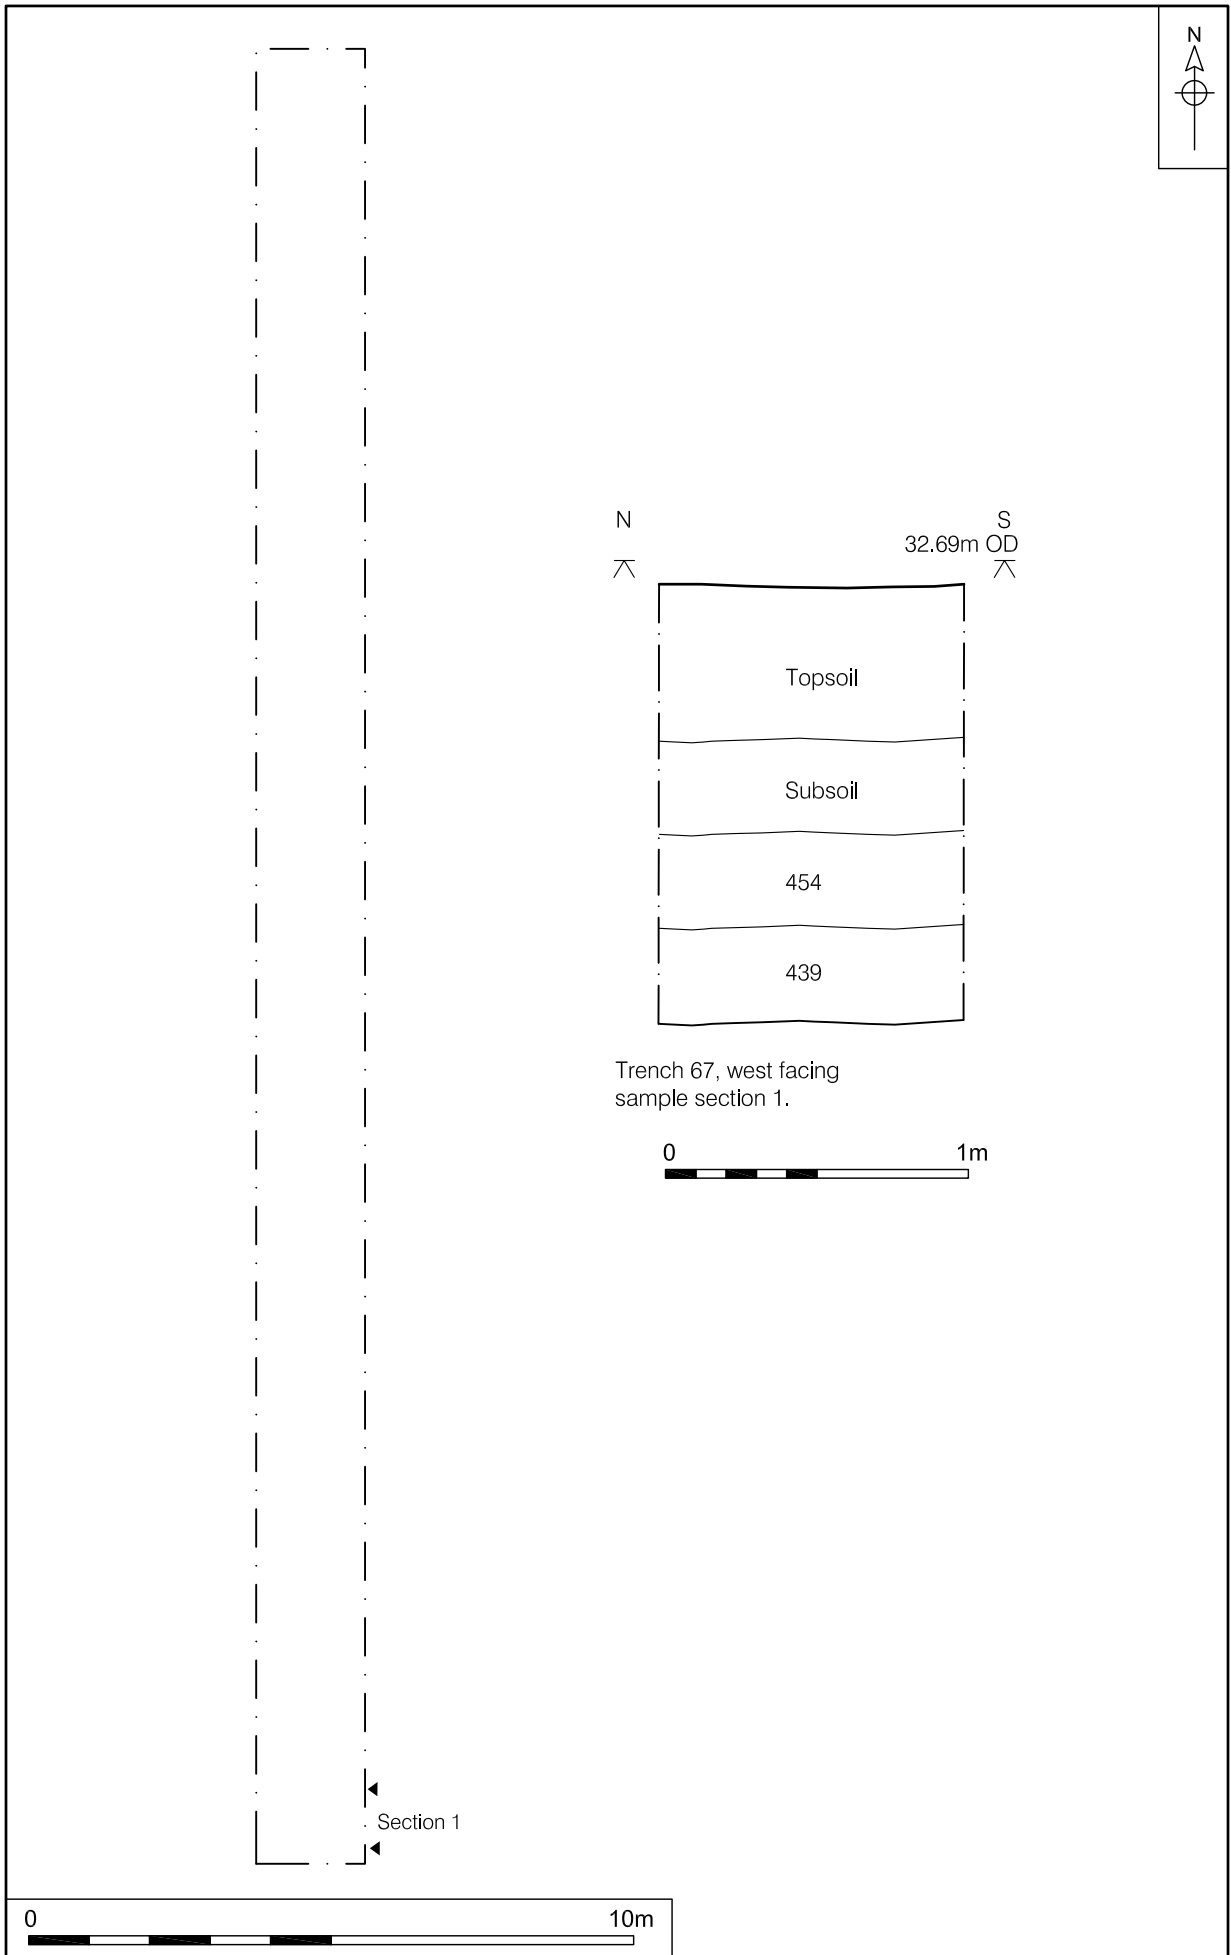 N
N
S
32.69m OD
Topsoil
Subsoil
454
439
Trench 67, west facing
sample section 1.
0 1m
Section 1
0 10m